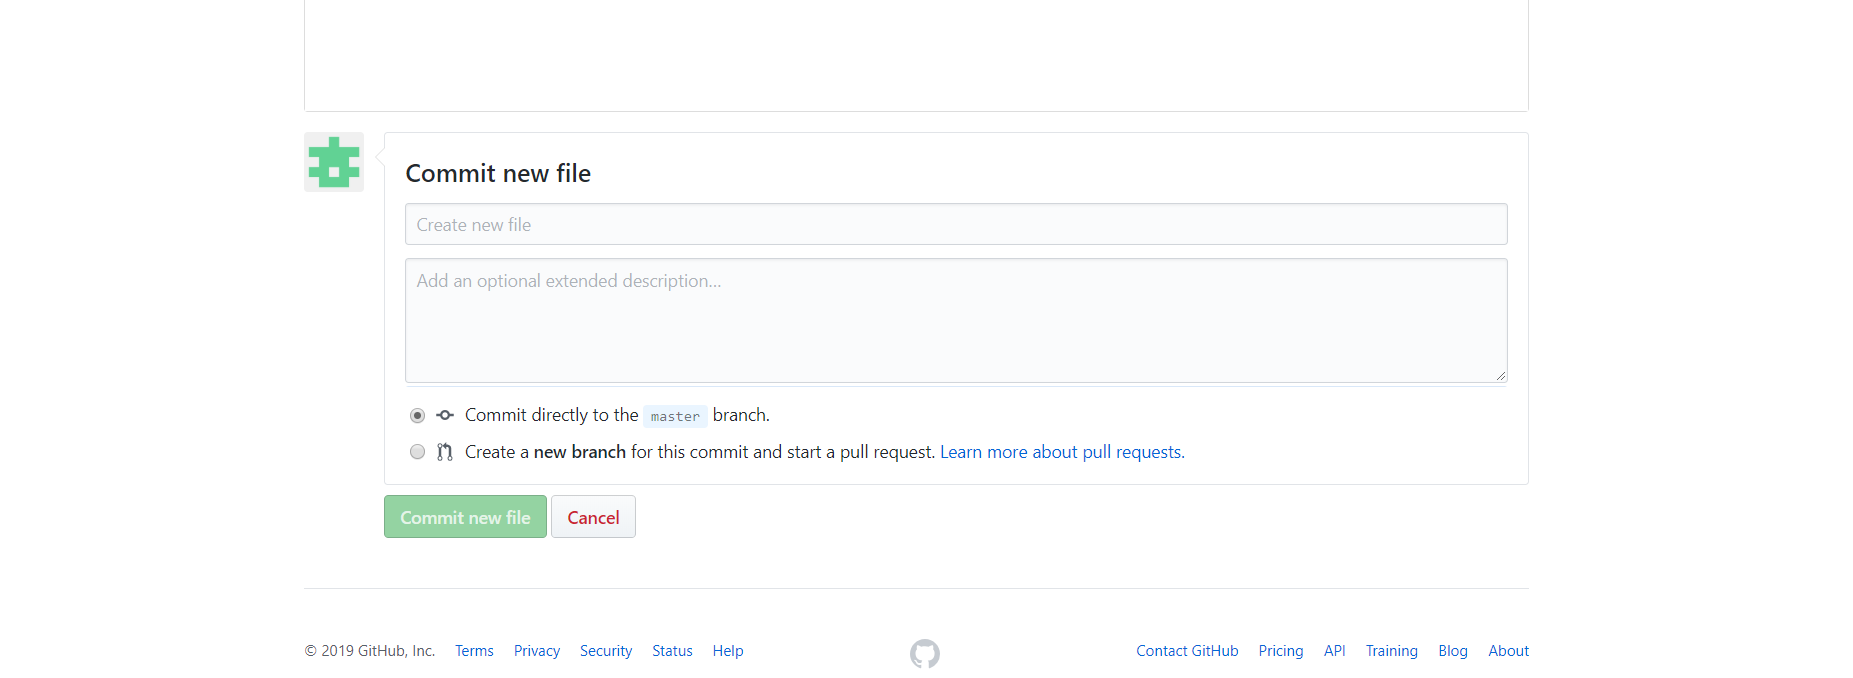 Commit new file
Create new file
Add an optional extended description...
Commit directly to the master branch.
Create a new branch for this commit and start a pull request. Learn more about pull requests.
Commit new file Cancel
© 2019 GitHub, Inc. Terms Privacy Security Status Help Contact GitHub Pricing API Training Blog About